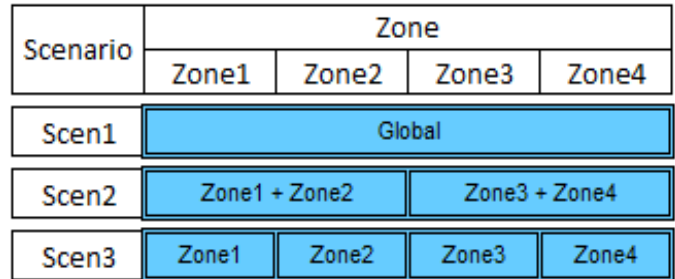 Scenario Zone
Zone1 Zone2 Zone3 Zone4
Scen1 Global
Scen2 Zone1 + Zone2 Zone3 + Zone4
Scen3 Zone1 Zone2 Zone3 Zone4